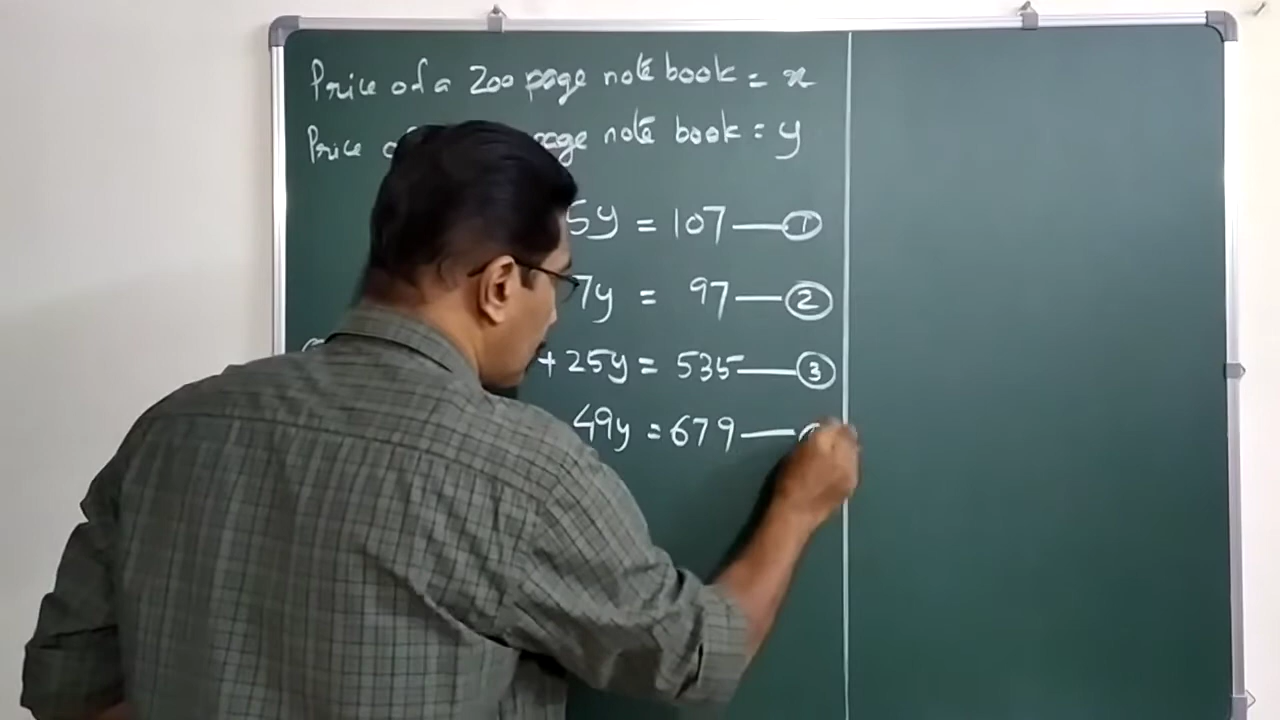 Price of a 200 page note book = x
Price page note book = y
5y = 107 — ①
7y = 97 — ②
+ 25y = 535 — ③
49y = 679 —